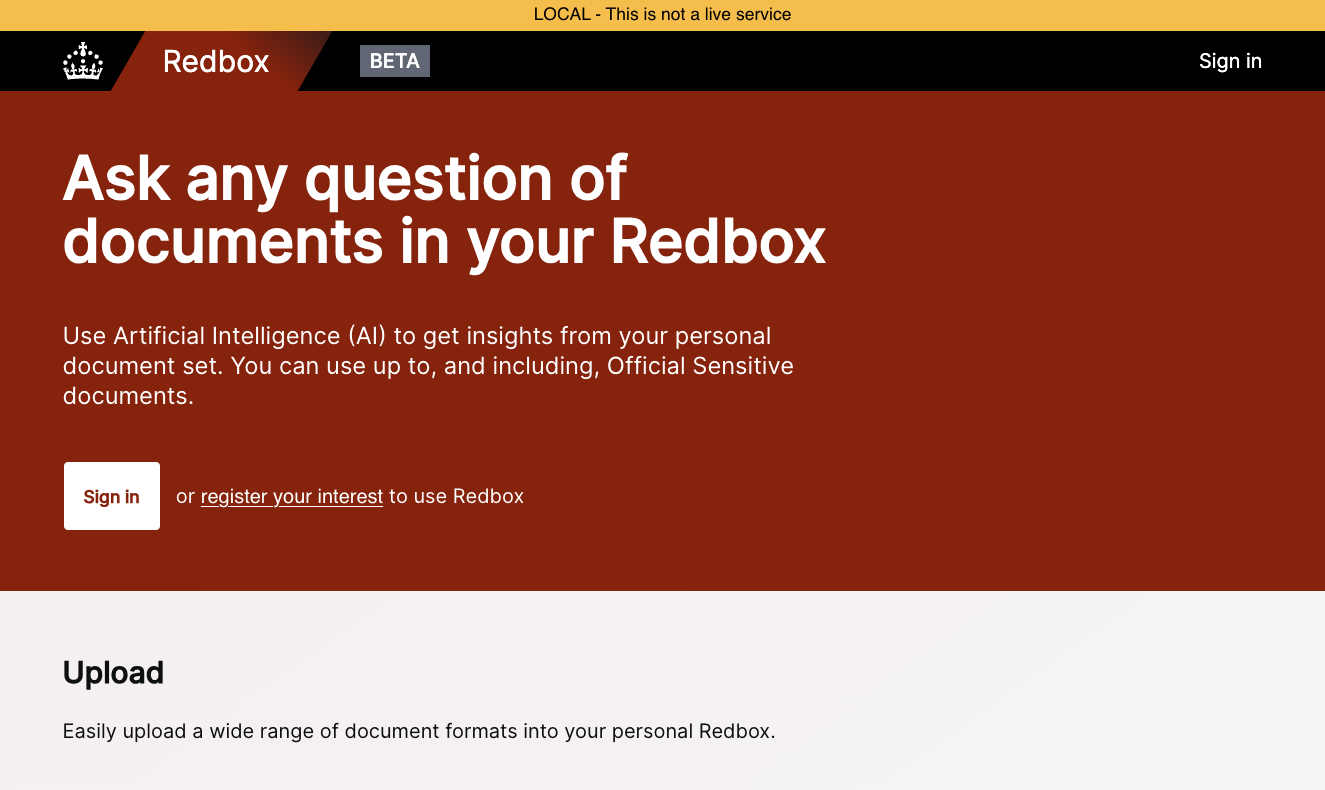 LOCAL - This is not a live service
Redbox
BETA
Sign in
Ask any question of
documents in your Redbox
Use Artificial Intelligence (AI) to get insights from your personal
document set. You can use up to, and including, Official Sensitive
documents.
Sign in or register your interest to use Redbox
Upload
Easily upload a wide range of document formats into your personal Redbox.